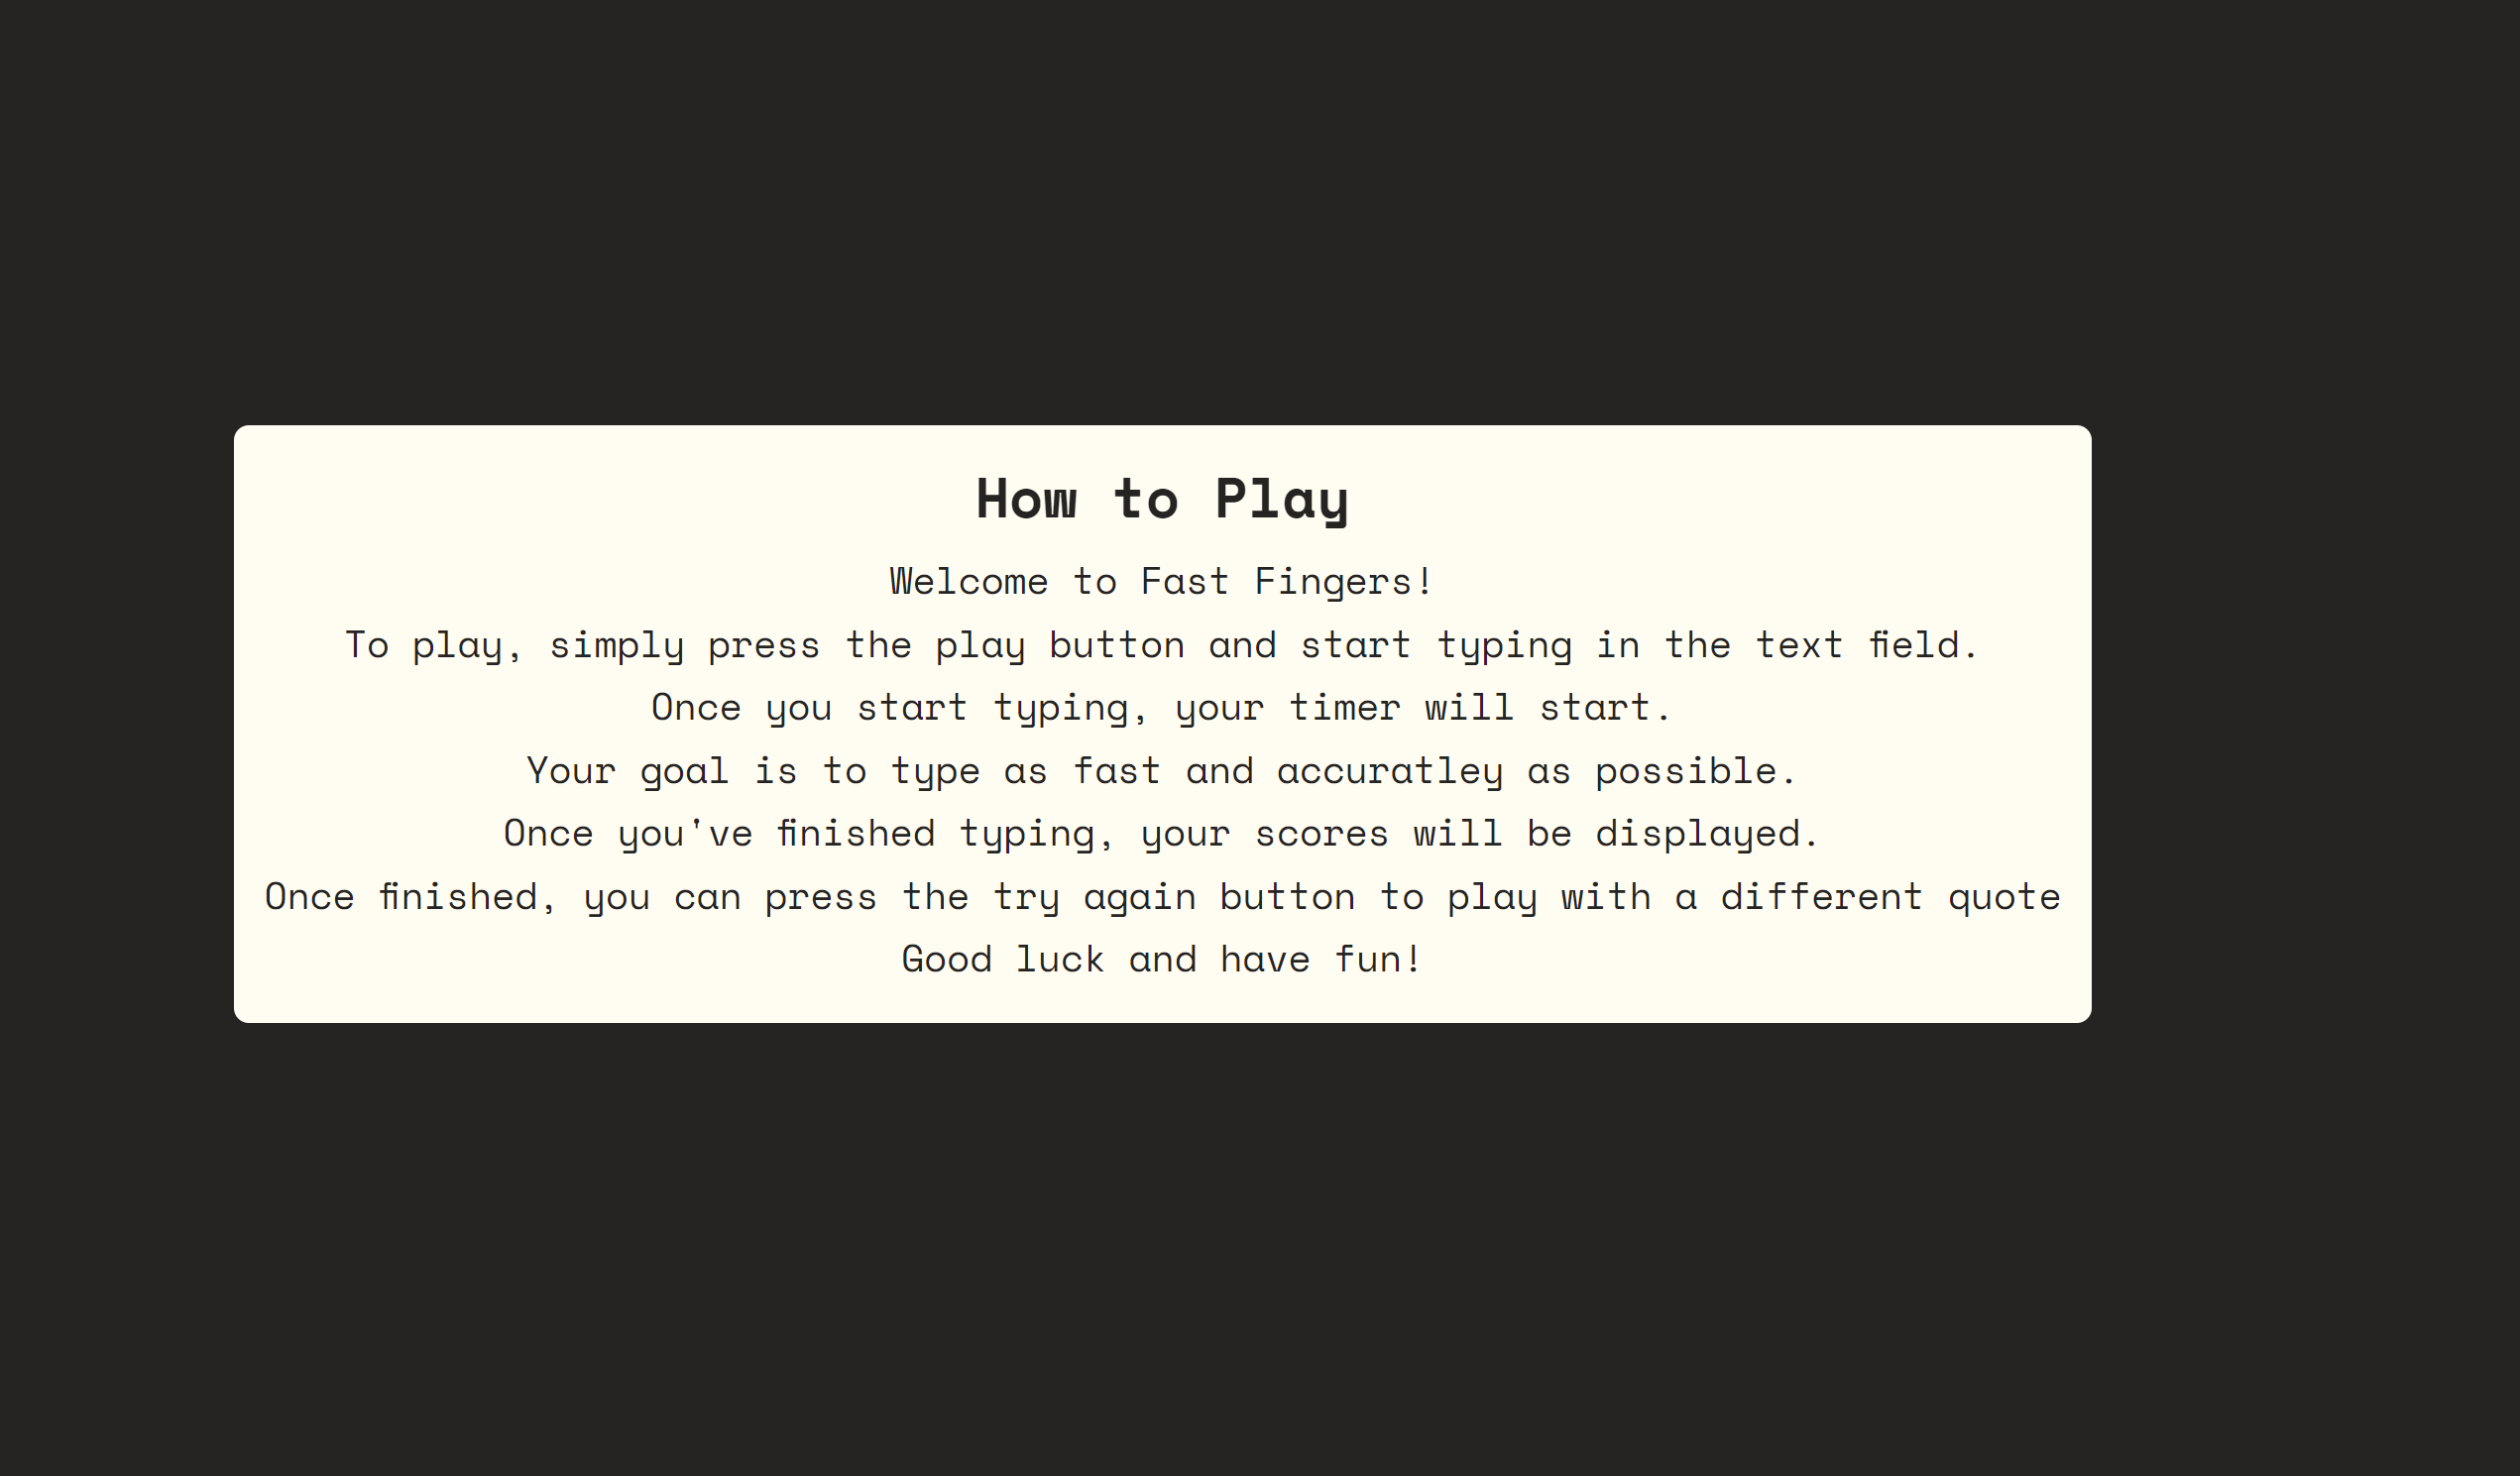 How to Play
Welcome to Fast Fingers!
To play, simply press the play button and start typing in the text field.
Once you start typing, your timer will start.
Your goal is to type as fast and accuratley as possible.
Once you've finished typing, your scores will be displayed.
Once finished, you can press the try again button to play with a different quote
Good luck and have fun!